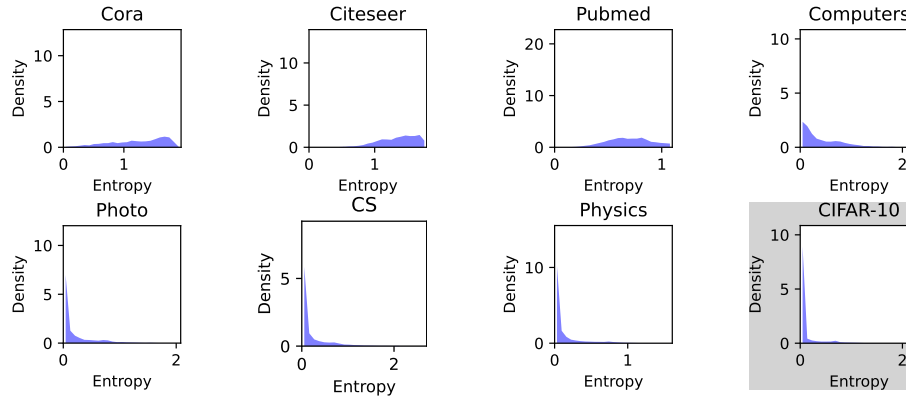 Cora
Citeseer
Pubmed
Computers
10
5
0
Density
0 1
Entropy
10
5
0
Density
0 1
Entropy
20
10
0
Density
0 1
Entropy
10
5
0
Density
0 2
Entropy
Photo
CS
Physics
CIFAR-10
10
5
0
Density
0 2
Entropy
5
0
Density
0 2
Entropy
10
0
Density
0 1
Entropy
10
5
0
Density
0 2
Entropy